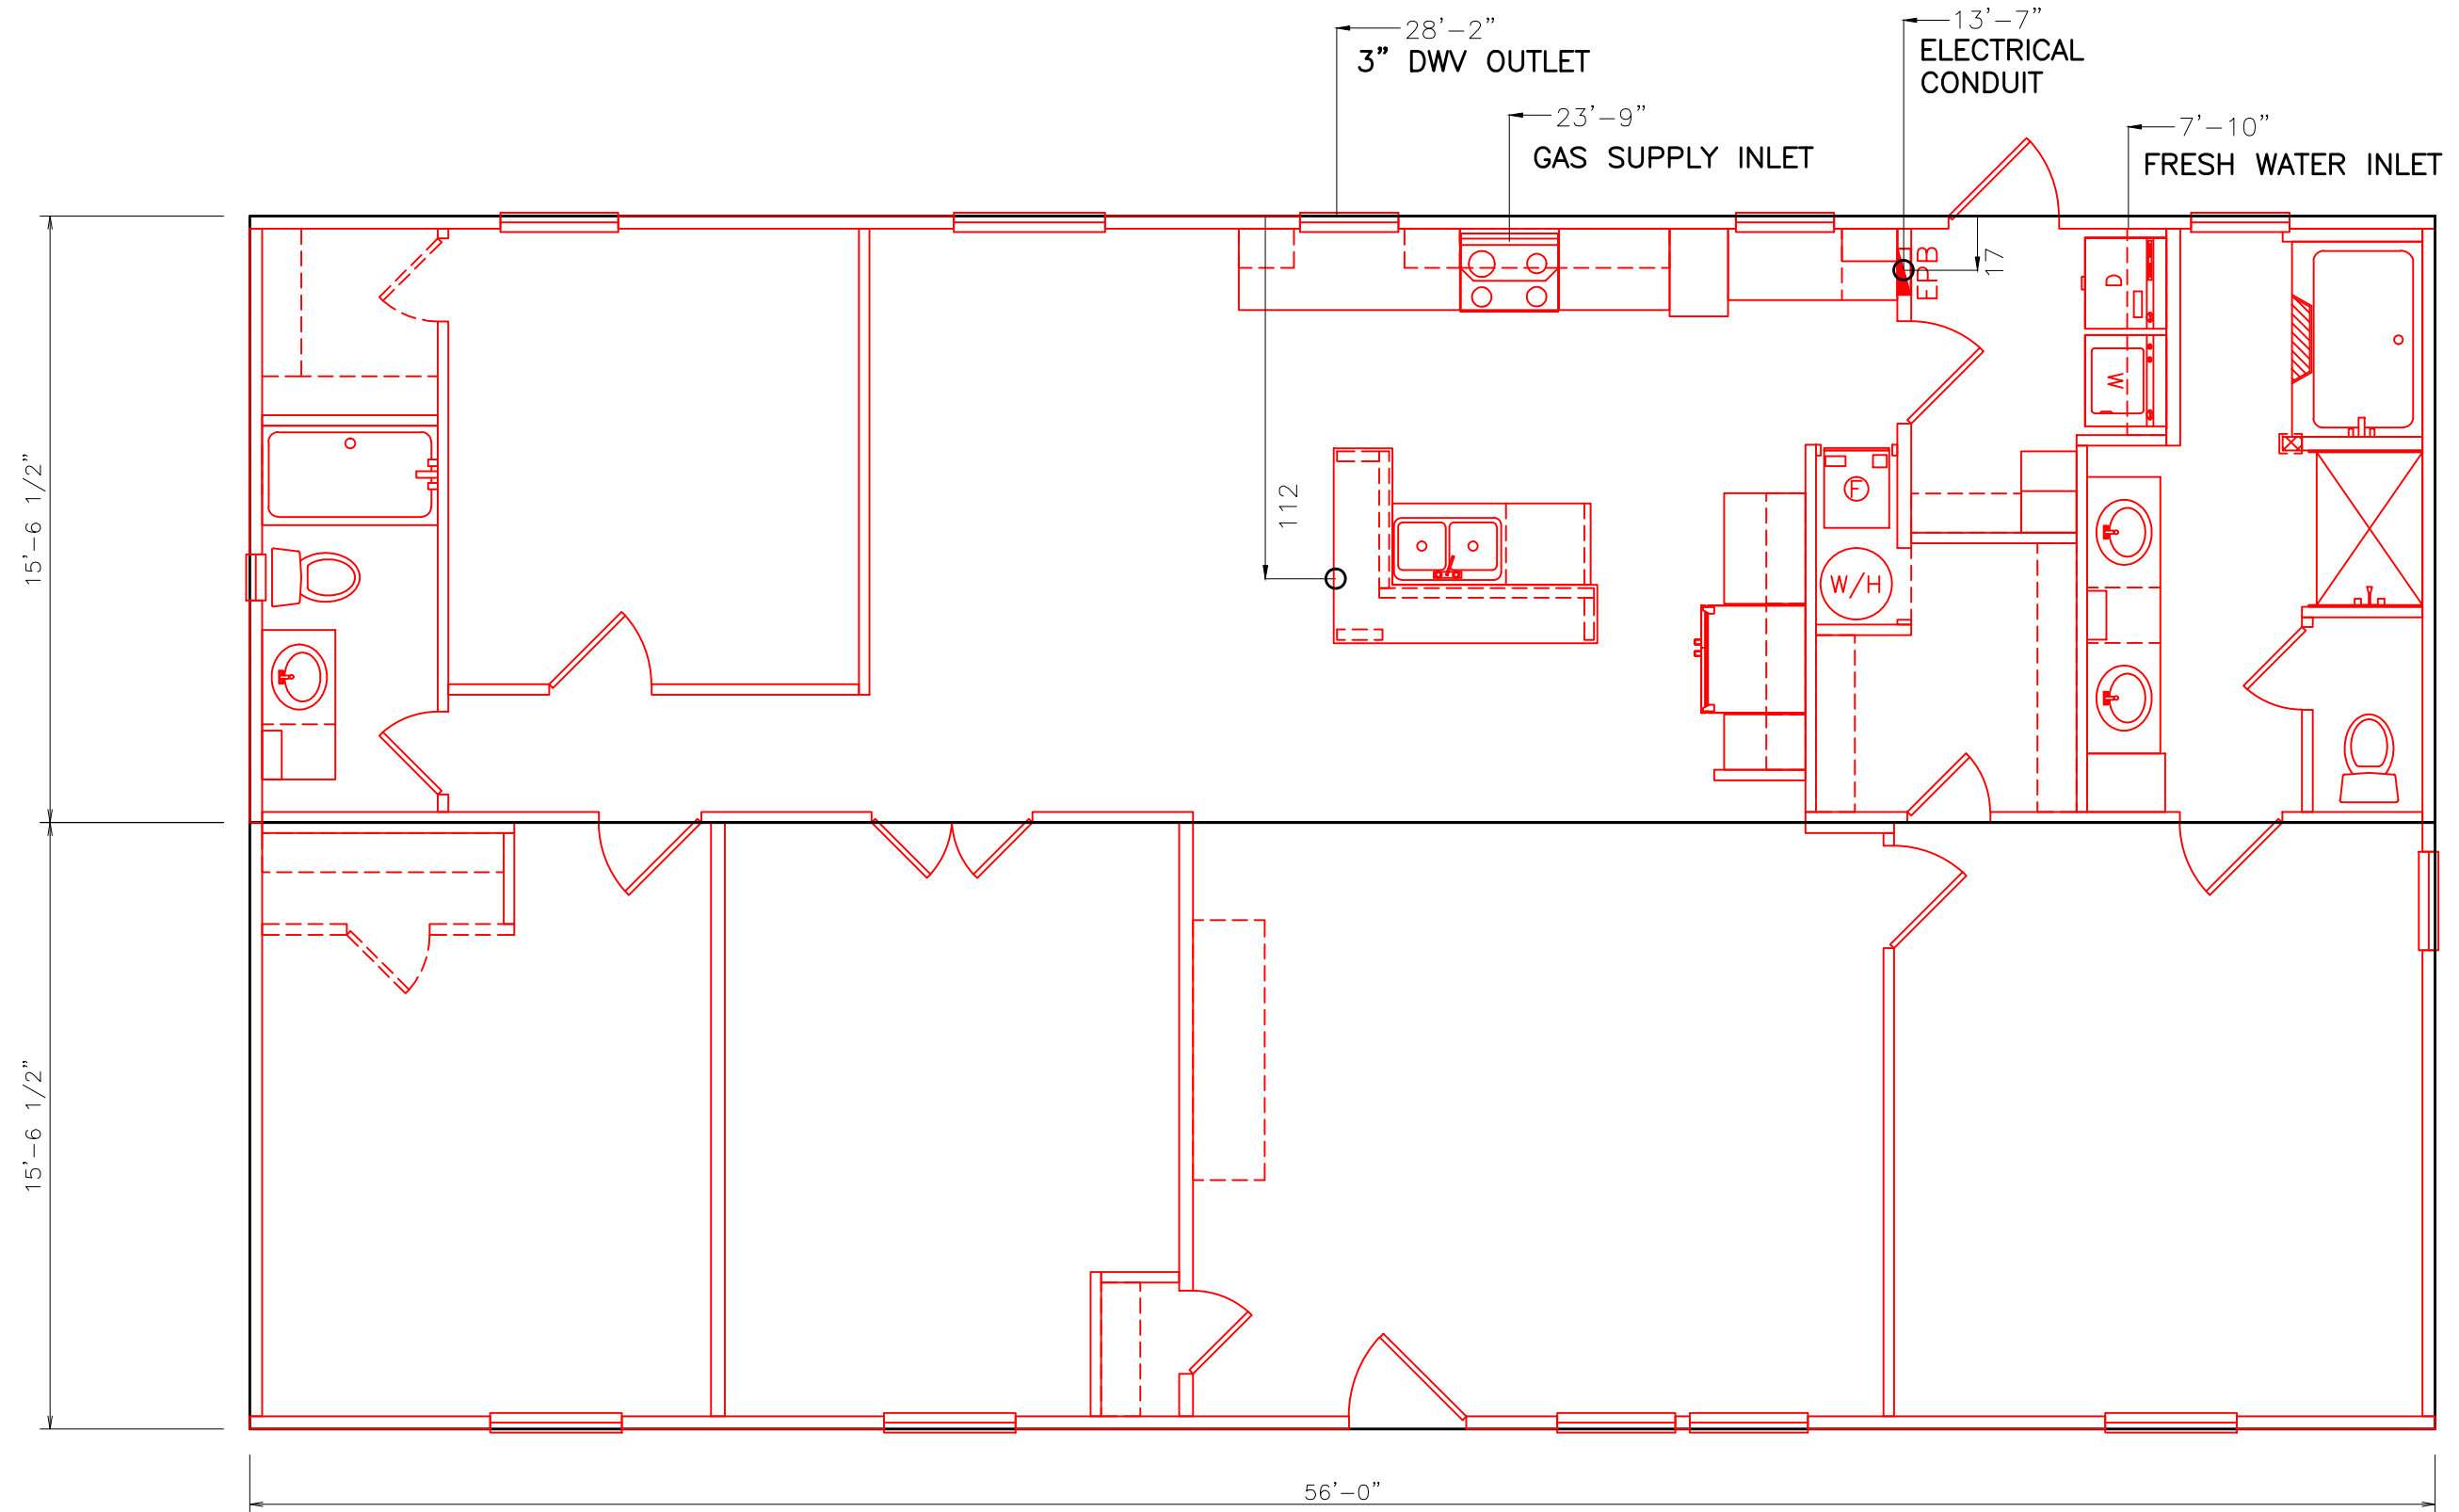 28'-2"
3" DWV OUTLET
13'-7"
ELECTRICAL
CONDUIT
23'-9"
GAS SUPPLY INLET
7'-10"
FRESH WATER INLET
EPB
17
D
W
15'-6 1/2"
112
F
W/H
15'-6 1/2"
56'-0"